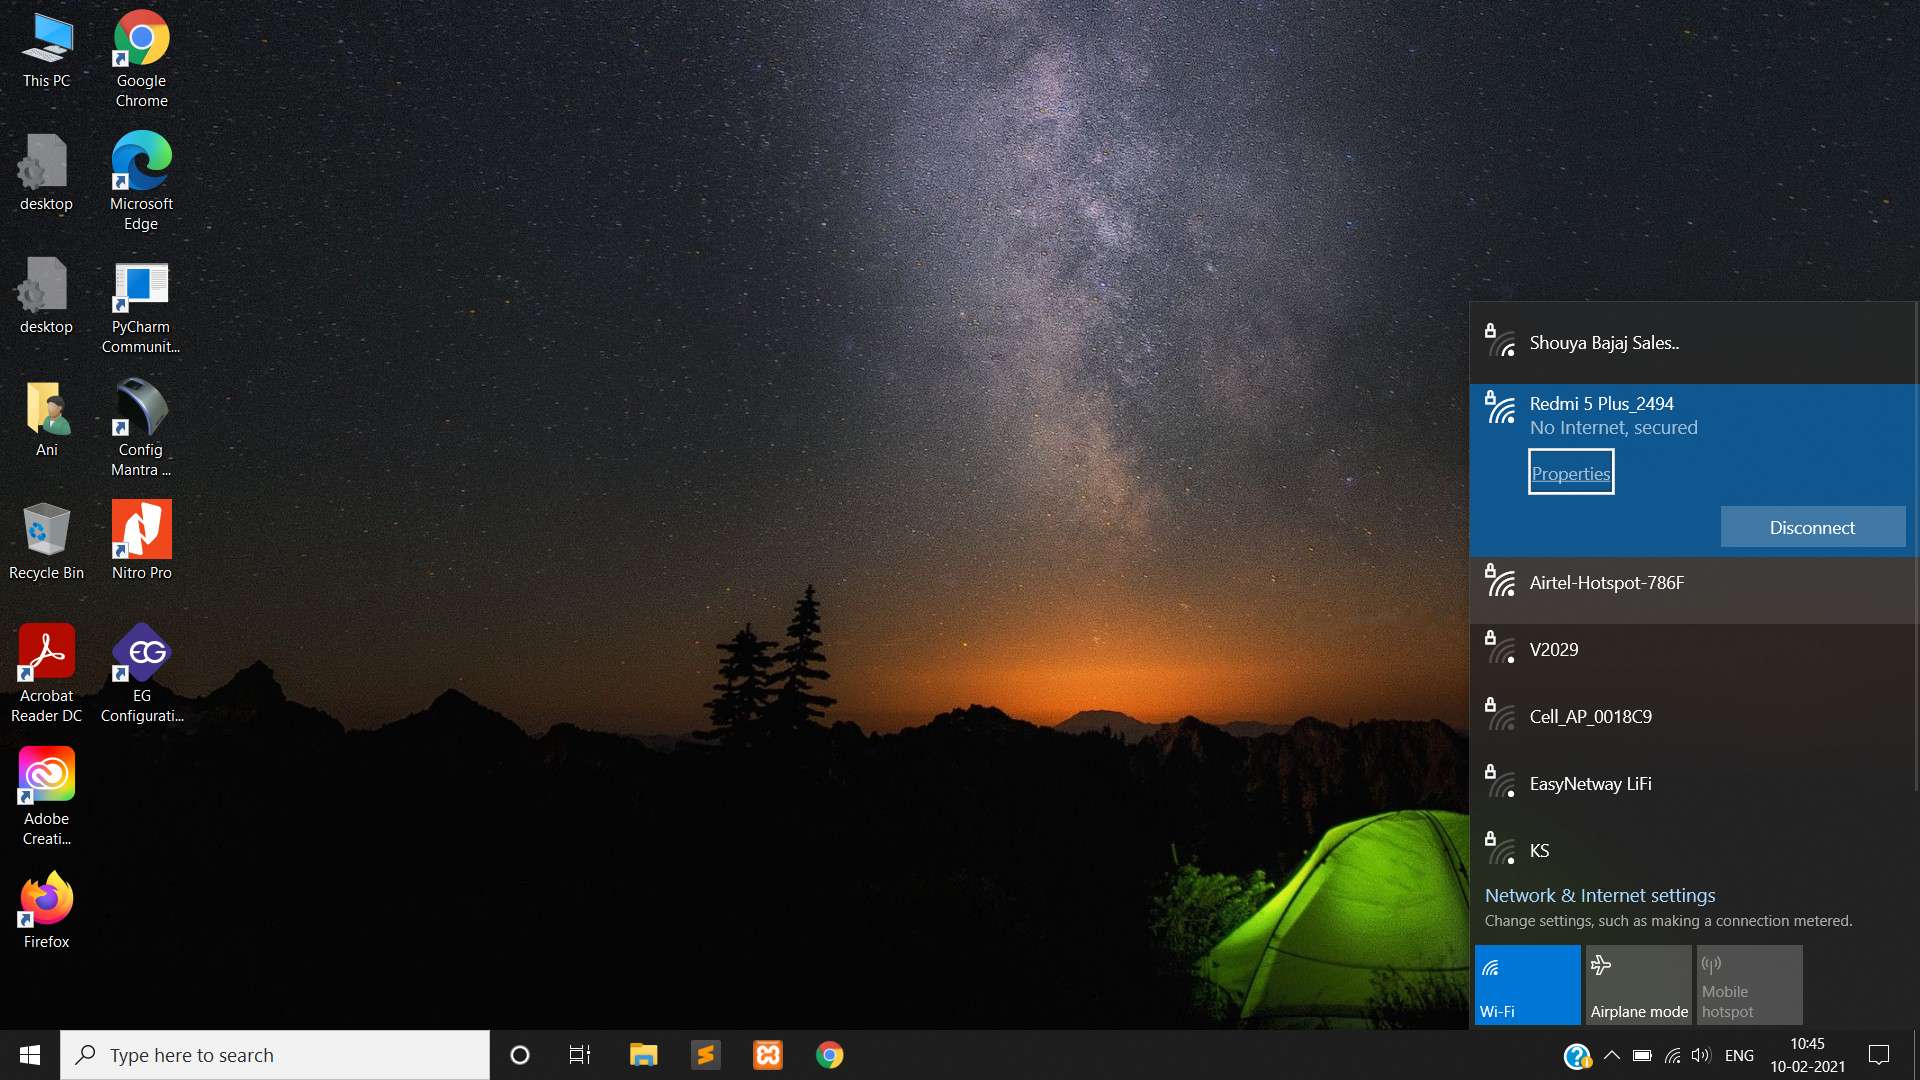 This PC
Google
Chrome
desktop
Microsoft
Edge
desktop
PyCharm
Communit...
Ani
Config
Mantra ...
Recycle Bin
Nitro Pro
Acrobat
Reader DC
EG
EG
Configurati...
Adobe
Creati...
Firefox
Shouya Bajaj Sales..
Redmi 5 Plus_2494
No Internet, secured
Properties
Disconnect
Airtel-Hotspot-786F
V2029
Cell_AP_0018C9
EasyNetway LiFi
KS
Network & Internet settings
Change settings, such as making a connection metered.
Wi-Fi
Airplane mode
Mobile
hotspot
Type here to search
ENG
10:45
10-02-2021